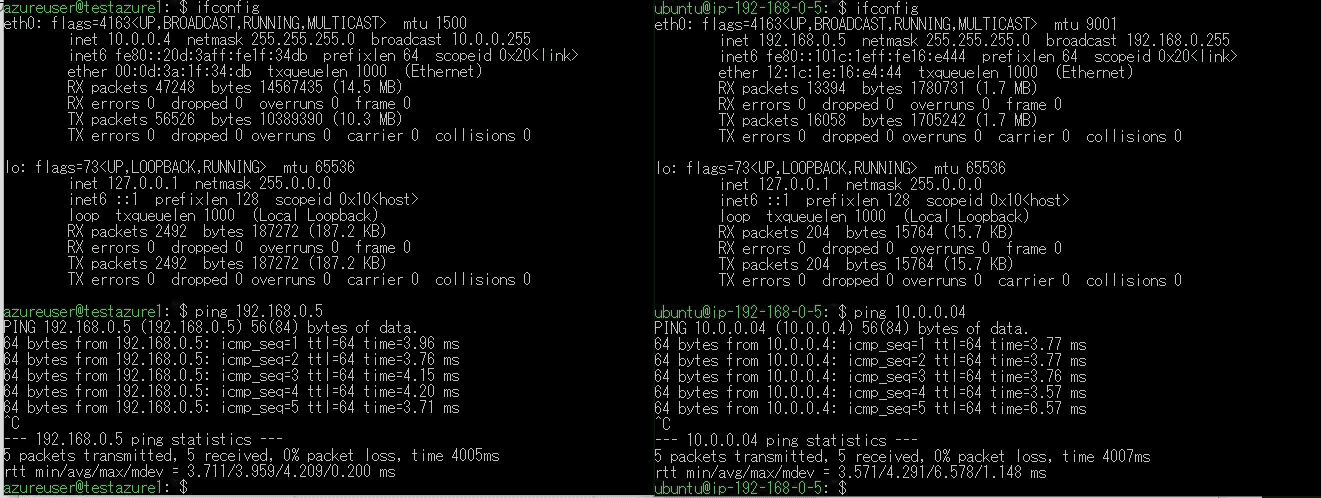 azureuser@testazure1: $ ifconfig
eth0: flags=4163<UP,BROADCAST,RUNNING,MULTICAST>  mtu 1500
        inet 10.0.0.4  netmask 255.255.255.0  broadcast 10.0.0.255
        inet6 fe80::20d:3aff:fe1f:34db  prefixlen 64  scopeid 0x20<link>
        ether 00:0d:3a:1f:34:db  txqueuelen 1000  (Ethernet)
        RX packets 47248  bytes 14567435 (14.5 MB)
        RX errors 0  dropped 0  overruns 0  frame 0
        TX packets 56526  bytes 10389390 (10.3 MB)
        TX errors 0  dropped 0 overruns 0  carrier 0  collisions 0

lo: flags=73<UP,LOOPBACK,RUNNING>  mtu 65536
        inet 127.0.0.1  netmask 255.0.0.0
        inet6 ::1  prefixlen 128  scopeid 0x10<host>
        loop  txqueuelen 1000  (Local Loopback)
        RX packets 2492  bytes 187272 (187.2 KB)
        RX errors 0  dropped 0  overruns 0  frame 0
        TX packets 2492  bytes 187272 (187.2 KB)
        TX errors 0  dropped 0 overruns 0  carrier 0  collisions 0

azureuser@testazure1: $ ping 192.168.0.5
PING 192.168.0.5 (192.168.0.5) 56(84) bytes of data.
64 bytes from 192.168.0.5: icmp_seq=1 ttl=64 time=3.96 ms
64 bytes from 192.168.0.5: icmp_seq=2 ttl=64 time=3.76 ms
64 bytes from 192.168.0.5: icmp_seq=3 ttl=64 time=4.15 ms
64 bytes from 192.168.0.5: icmp_seq=4 ttl=64 time=4.20 ms
64 bytes from 192.168.0.5: icmp_seq=5 ttl=64 time=3.71 ms
^C
--- 192.168.0.5 ping statistics ---
5 packets transmitted, 5 received, 0% packet loss, time 4005ms
rtt min/avg/max/mdev = 3.711/3.959/4.209/0.200 ms
azureuser@testazure1: $
ubuntu@ip-192-168-0-5: $ ifconfig
eth0: flags=4163<UP,BROADCAST,RUNNING,MULTICAST>  mtu 9001
        inet 192.168.0.5  netmask 255.255.255.0  broadcast 192.168.0.255
        inet6 fe80::101c:1eff:fe16:e444  prefixlen 64  scopeid 0x20<link>
        ether 12:1c:1e:16:e4:44  txqueuelen 1000  (Ethernet)
        RX packets 13394  bytes 1780731 (1.7 MB)
        RX errors 0  dropped 0  overruns 0  frame 0
        TX packets 16058  bytes 1705242 (1.7 MB)
        TX errors 0  dropped 0 overruns 0  carrier 0  collisions 0

lo: flags=73<UP,LOOPBACK,RUNNING>  mtu 65536
        inet 127.0.0.1  netmask 255.0.0.0
        inet6 ::1  prefixlen 128  scopeid 0x10<host>
        loop  txqueuelen 1000  (Local Loopback)
        RX packets 204  bytes 15764 (15.7 KB)
        RX errors 0  dropped 0  overruns 0  frame 0
        TX packets 204  bytes 15764 (15.7 KB)
        TX errors 0  dropped 0 overruns 0  carrier 0  collisions 0

ubuntu@ip-192-168-0-5: $ ping 10.0.0.04
PING 10.0.0.04 (10.0.0.4) 56(84) bytes of data.
64 bytes from 10.0.0.4: icmp_seq=1 ttl=64 time=3.77 ms
64 bytes from 10.0.0.4: icmp_seq=2 ttl=64 time=3.77 ms
64 bytes from 10.0.0.4: icmp_seq=3 ttl=64 time=3.76 ms
64 bytes from 10.0.0.4: icmp_seq=4 ttl=64 time=3.57 ms
64 bytes from 10.0.0.4: icmp_seq=5 ttl=64 time=6.57 ms
^C
--- 10.0.0.04 ping statistics ---
5 packets transmitted, 5 received, 0% packet loss, time 4007ms
rtt min/avg/max/mdev = 3.571/4.291/6.578/1.148 ms
ubuntu@ip-192-168-0-5: $